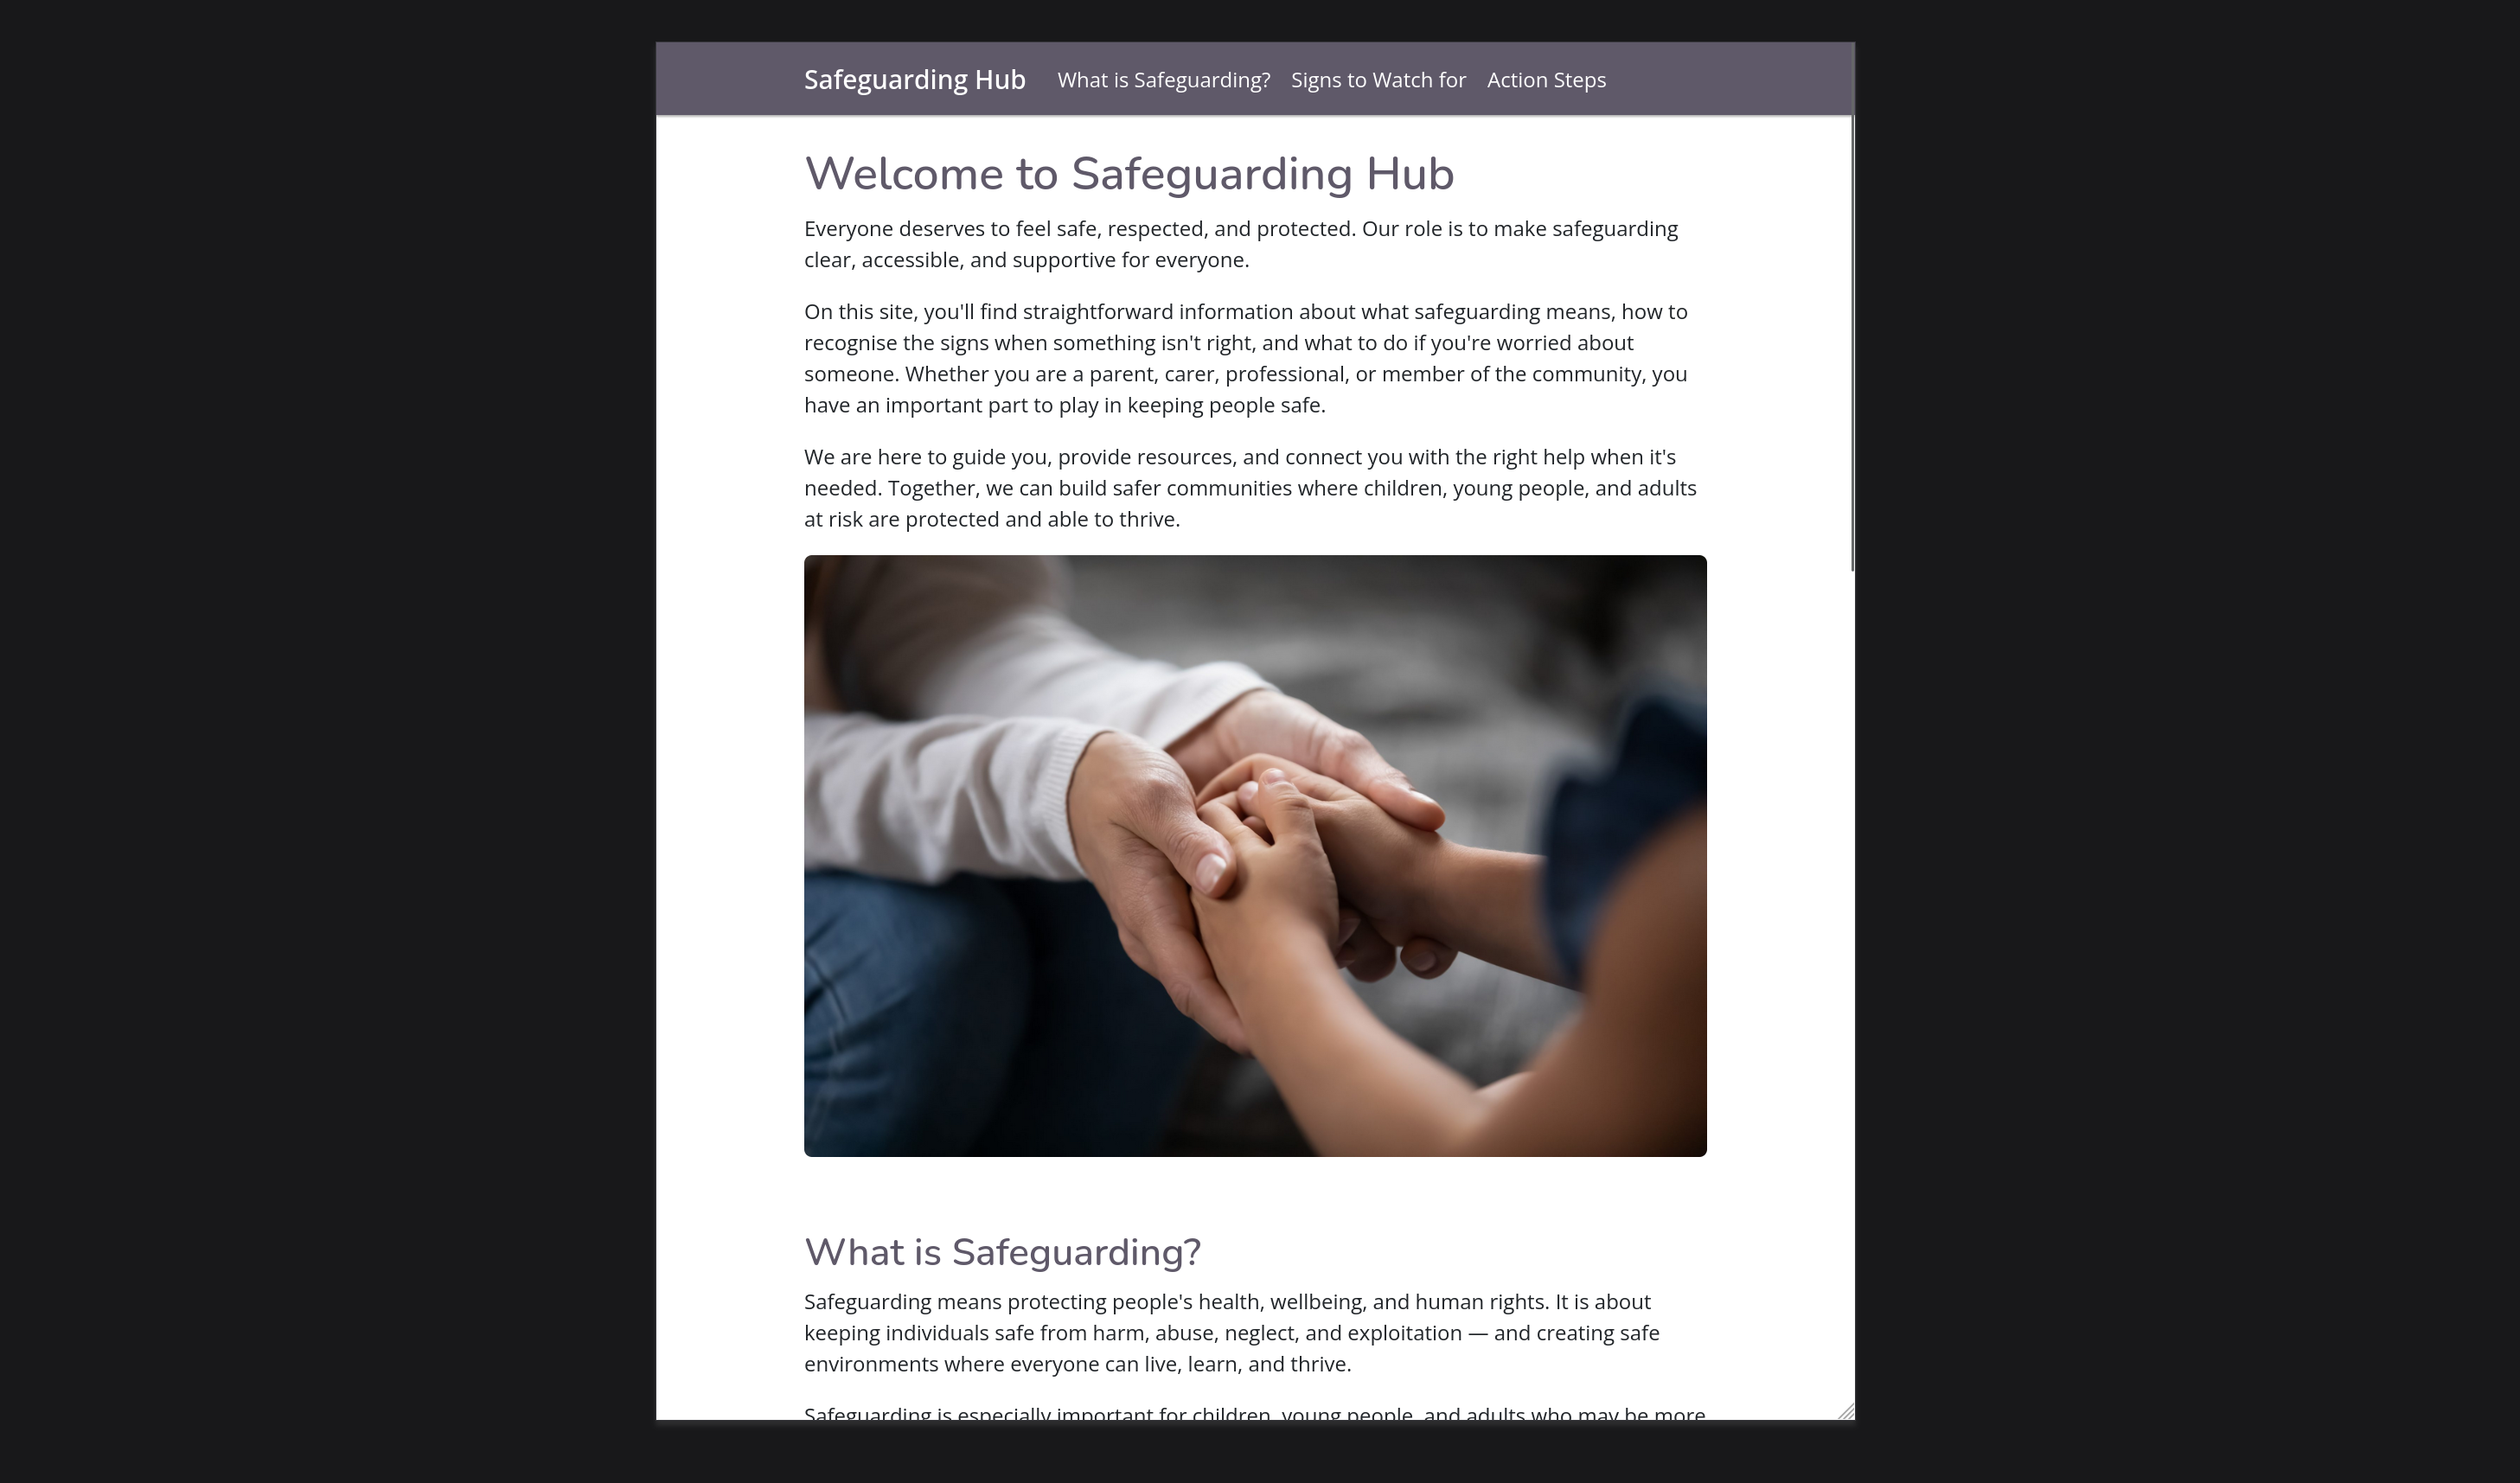 Safeguarding Hub What is Safeguarding? Signs to Watch for Action Steps
Welcome to Safeguarding Hub
Everyone deserves to feel safe, respected, and protected. Our role is to make safeguarding
clear, accessible, and supportive for everyone.
On this site, you'll find straightforward information about what safeguarding means, how to
recognise the signs when something isn't right, and what to do if you're worried about
someone. Whether you are a parent, carer, professional, or member of the community, you
have an important part to play in keeping people safe.
We are here to guide you, provide resources, and connect you with the right help when it's
needed. Together, we can build safer communities where children, young people, and adults
at risk are protected and able to thrive.
What is Safeguarding?
Safeguarding means protecting people's health, wellbeing, and human rights. It is about
keeping individuals safe from harm, abuse, neglect, and exploitation — and creating safe
environments where everyone can live, learn, and thrive.
Safeguarding is especially important for children, young people, and adults who may be more